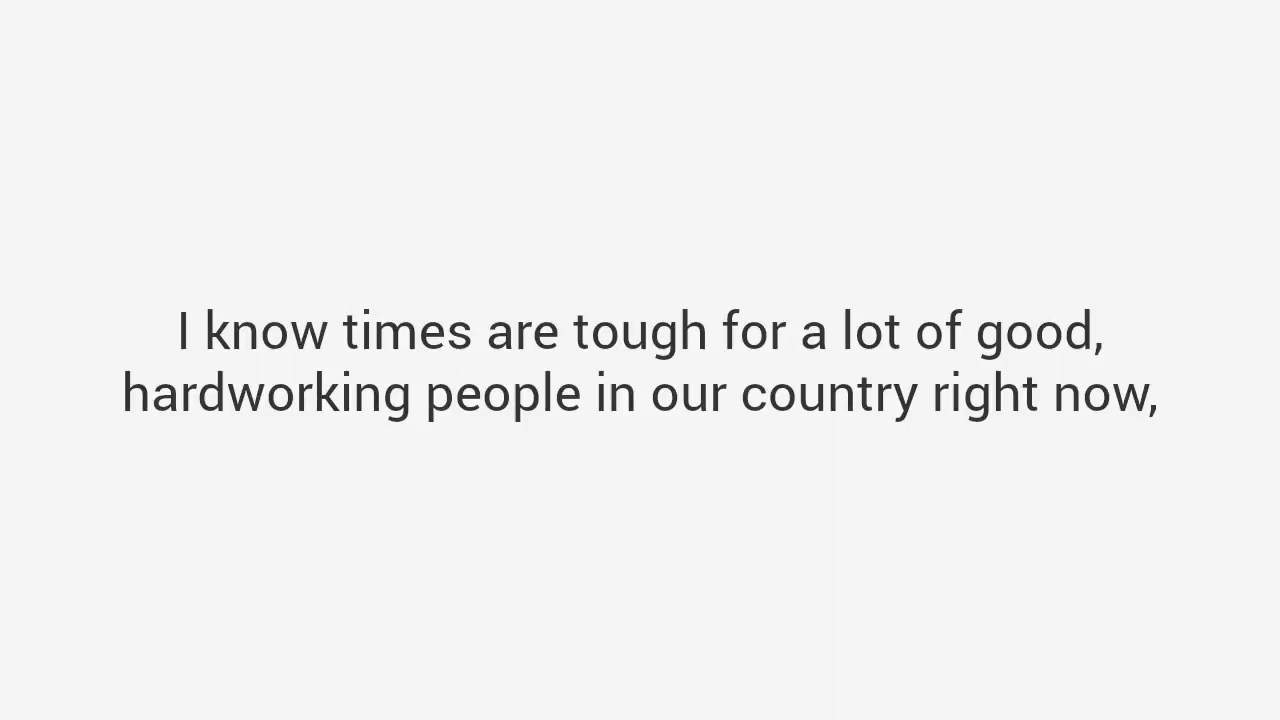 I know times are tough for a lot of good,
hardworking people in our country right now,